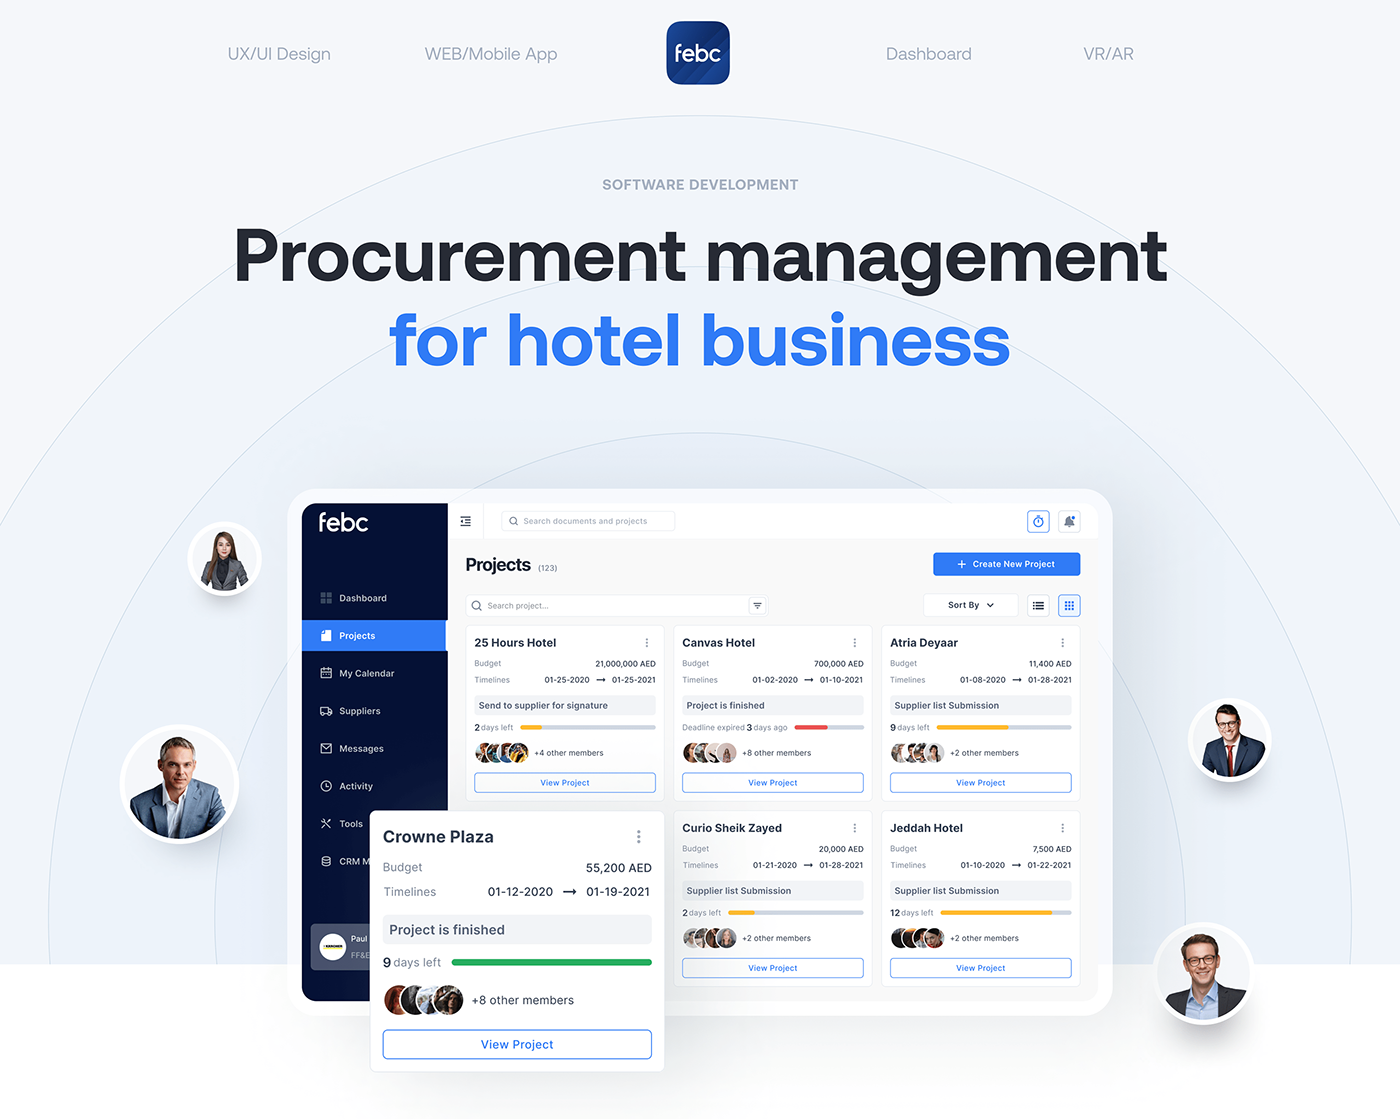 UX/UI Design
WEB/Mobile App
febc
Dashboard
VR/AR
SOFTWARE DEVELOPMENT
Procurement management
for hotel business
febc
Search documents and projects
Dashboard
Projects
My Calendar
Suppliers
Messages
Activity
Tools
CRM M
Paul
FF&E
Projects (123)
Create New Project
Search project...
Sort By
25 Hours Hotel
Budget 21,000,000 AED
Timelines 01-25-2020 → 01-25-2021
Send to supplier for signature
2 days left
+4 other members
View Project
Canvas Hotel
Budget 700,000 AED
Timelines 01-02-2020 → 01-10-2021
Project is finished
Deadline expired 3 days ago
+8 other members
View Project
Atria Deyaar
Budget 11,400 AED
Timelines 01-08-2020 → 01-28-2021
Supplier list Submission
9 days left
+2 other members
View Project
Crowne Plaza
Budget 55,200 AED
Timelines 01-12-2020 → 01-19-2021
Project is finished
9 days left
+8 other members
View Project
Curio Sheik Zayed
Budget 20,000 AED
Timelines 01-21-2020 → 01-28-2021
Supplier list Submission
2 days left
+2 other members
View Project
Jeddah Hotel
Budget 7,500 AED
Timelines 01-10-2020 → 01-22-2021
Supplier list Submission
12 days left
+2 other members
View Project